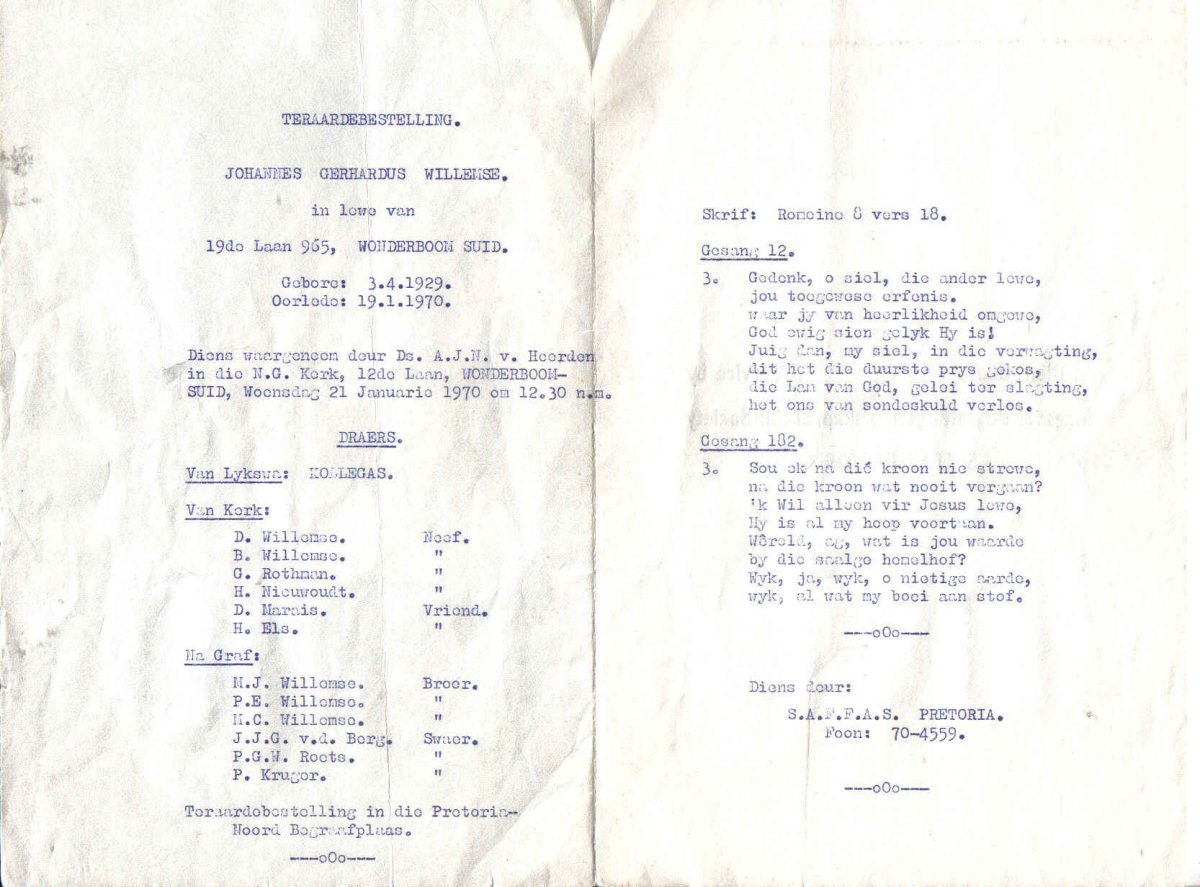 TERAARDEBESTELLING.
JOHANNES GERHARDUS WILLEMSE.
in lewe van
19de Laan 965, WONDERBOOM SUID.
Gebore: 3.4.1929.
Oorlede: 19.1.1970.
Diens waargeneem deur Ds. A.J.N. v. Heerden
in die N.G. Kerk, 12de Laan, WONDERBOOM-
SUID, Woensdag 21 Januarie 1970 om 12.30 n.m.
DRAERS.
Van Lykswa: KOLLEGAS.
Van Kerk:
D. Willemse. Neef.
B. Willemse. "
G. Rothman. "
H. Nieuwoudt. "
D. Marais. Vriend.
H. Els. "
Na Graf:
M.J. Willemse. Broer.
P.E. Willemse. "
M.C. Willemse. "
J.J.G. v.d. Berg. Swaer.
P.G.W. Roets. "
P. Kruger. "
Teraardebestelling in die Pretoria-
Noord Begraafplaas.
---oOo---
Skrif: Romeine 8 vers 18.
Gesang 12.
3. Gedenk, o siel, die ander lewe,
jou toegewese erfenis.
waar jy van heerlikheid omgewe,
God ewig sien gelyk Hy is!
Juig dan, my siel, in die verwagting,
dit het die duurste prys gekos,
die Lam van God, gelei ter slagting,
het ons van sondeskuld verlos.
Gesang 182.
3. Sou ek na dié kroon nie strewe,
na die kroon wat nooit vergaan?
'k Wil alleen vir Jesus lewe,
Hy is al my hoop voortaan.
Wêreld, ag, wat is jou waarde
by die saalge hemelhof?
Wyk, ja, wyk, o nietige aarde,
wyk, al wat my boei aan stof.
---oOo---
Diens deur:
S.A.F.F.A.S. PRETORIA.
Foon: 70-4559.
---oOo---